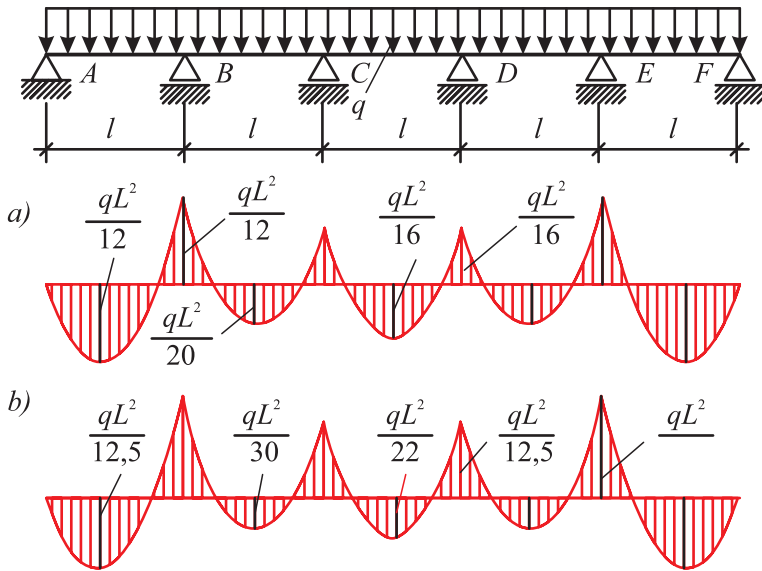 A B C D E F
q
l l l l l
a)
qL²
12
qL²
12
qL²
20
qL²
16
qL²
16
b)
qL²
12,5
qL²
30
qL²
22
qL²
12,5
qL²